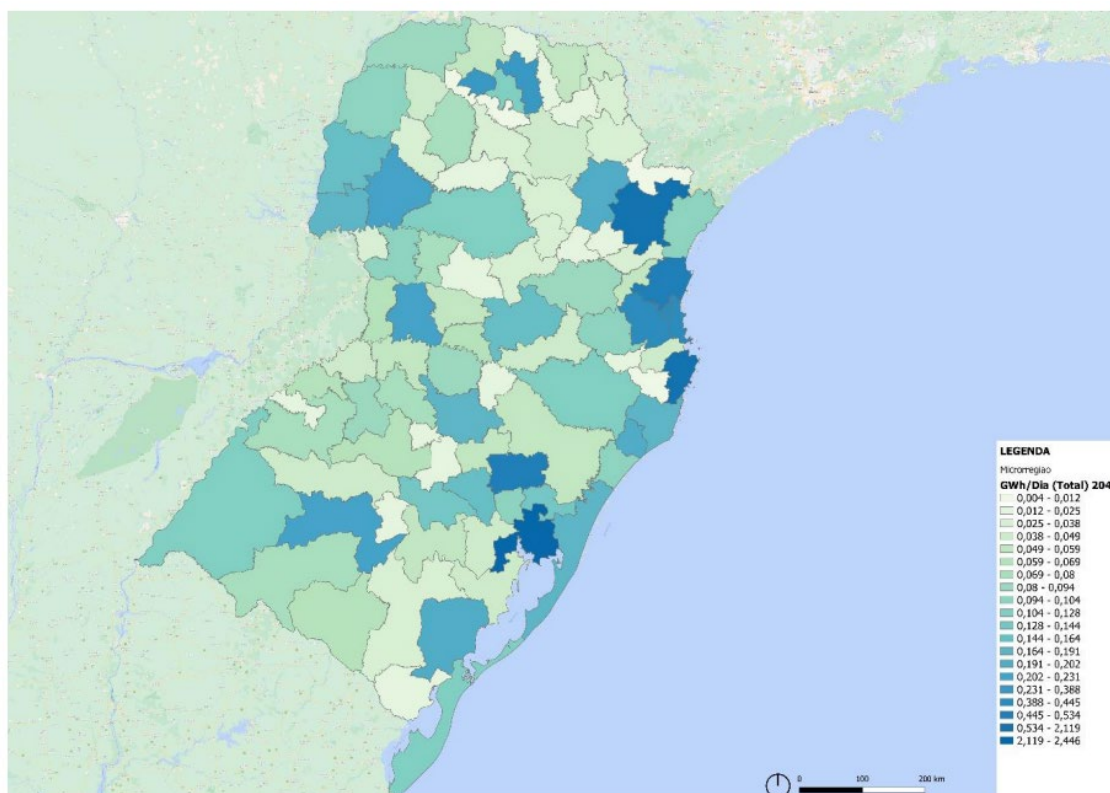 LEGENDA
Microrregiao
GWh/Dia (Total) 204
0,004 - 0,012
0,012 - 0,025
0,025 - 0,038
0,038 - 0,049
0,049 - 0,059
0,059 - 0,069
0,069 - 0,08
0,08 - 0,094
0,094 - 0,104
0,104 - 0,128
0,128 - 0,144
0,144 - 0,164
0,164 - 0,191
0,191 - 0,202
0,202 - 0,231
0,231 - 0,388
0,388 - 0,445
0,445 - 0,534
0,534 - 2,119
2,119 - 2,446
0 100 200 km